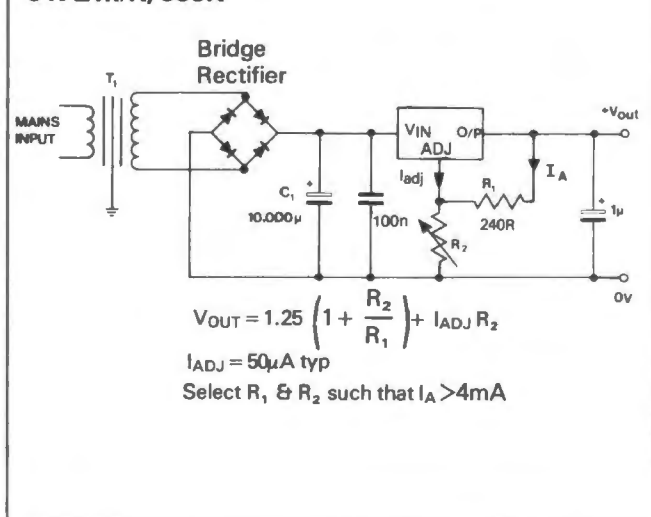 Bridge
Rectifier
T₁
MAINS
INPUT
VIN O/P
ADJ
+Vout
Iadj
IA
R₁
240R
C₁
+
10.000μ
100n
R₂
+
1μ
0V
VOUT = 1.25 (1 + R₂/R₁) + IADJ R₂
IADJ = 50μA typ
Select R₁ & R₂ such that IA >4mA